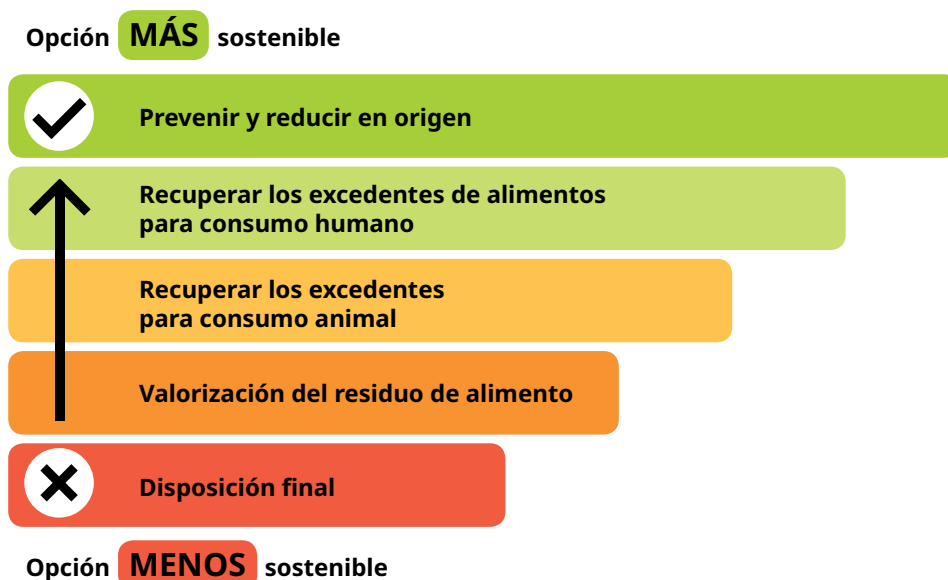 Opción MÁS sostenible
Prevenir y reducir en origen
Recuperar los excedentes de alimentos
para consumo humano
Recuperar los excedentes
para consumo animal
Valorización del residuo de alimento
Disposición final
Opción MENOS sostenible